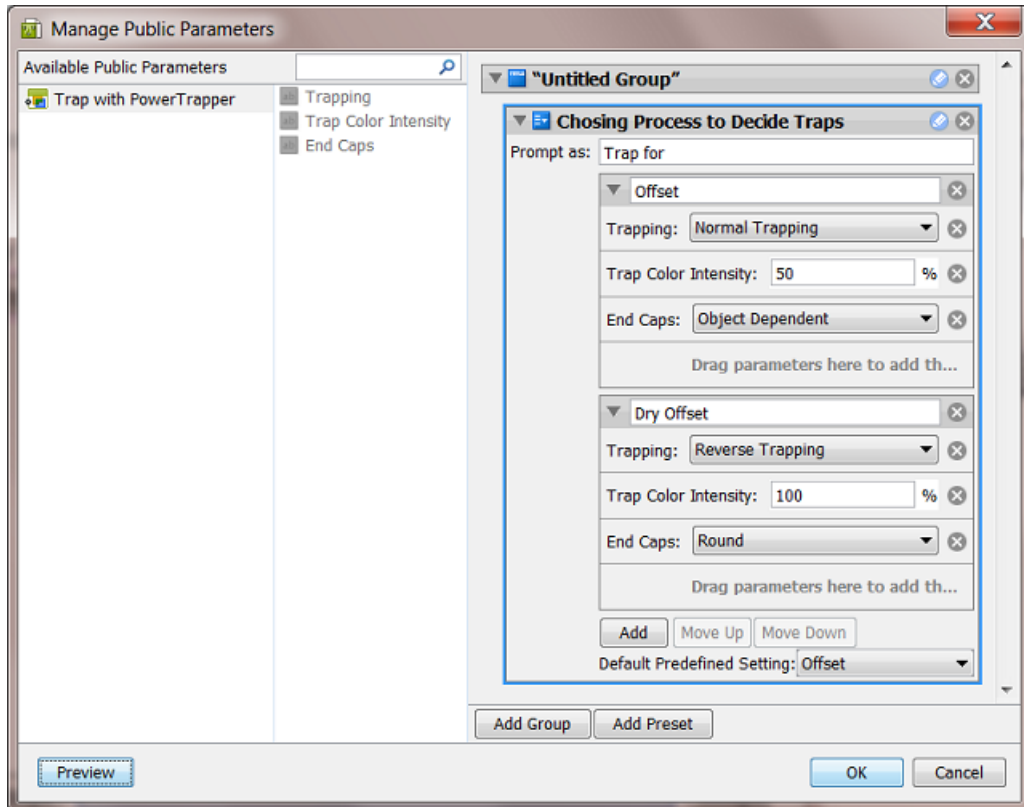 Manage Public Parameters
Available Public Parameters
Trap with PowerTrapper
Trapping
Trap Color Intensity
End Caps
"Untitled Group"
Chosing Process to Decide Traps
Prompt as: Trap for
Offset
Trapping: Normal Trapping
Trap Color Intensity: 50 %
End Caps: Object Dependent
Drag parameters here to add th...
Dry Offset
Trapping: Reverse Trapping
Trap Color Intensity: 100 %
End Caps: Round
Drag parameters here to add th...
Add Move Up Move Down
Default Predefined Setting: Offset
Add Group Add Preset
Preview OK Cancel